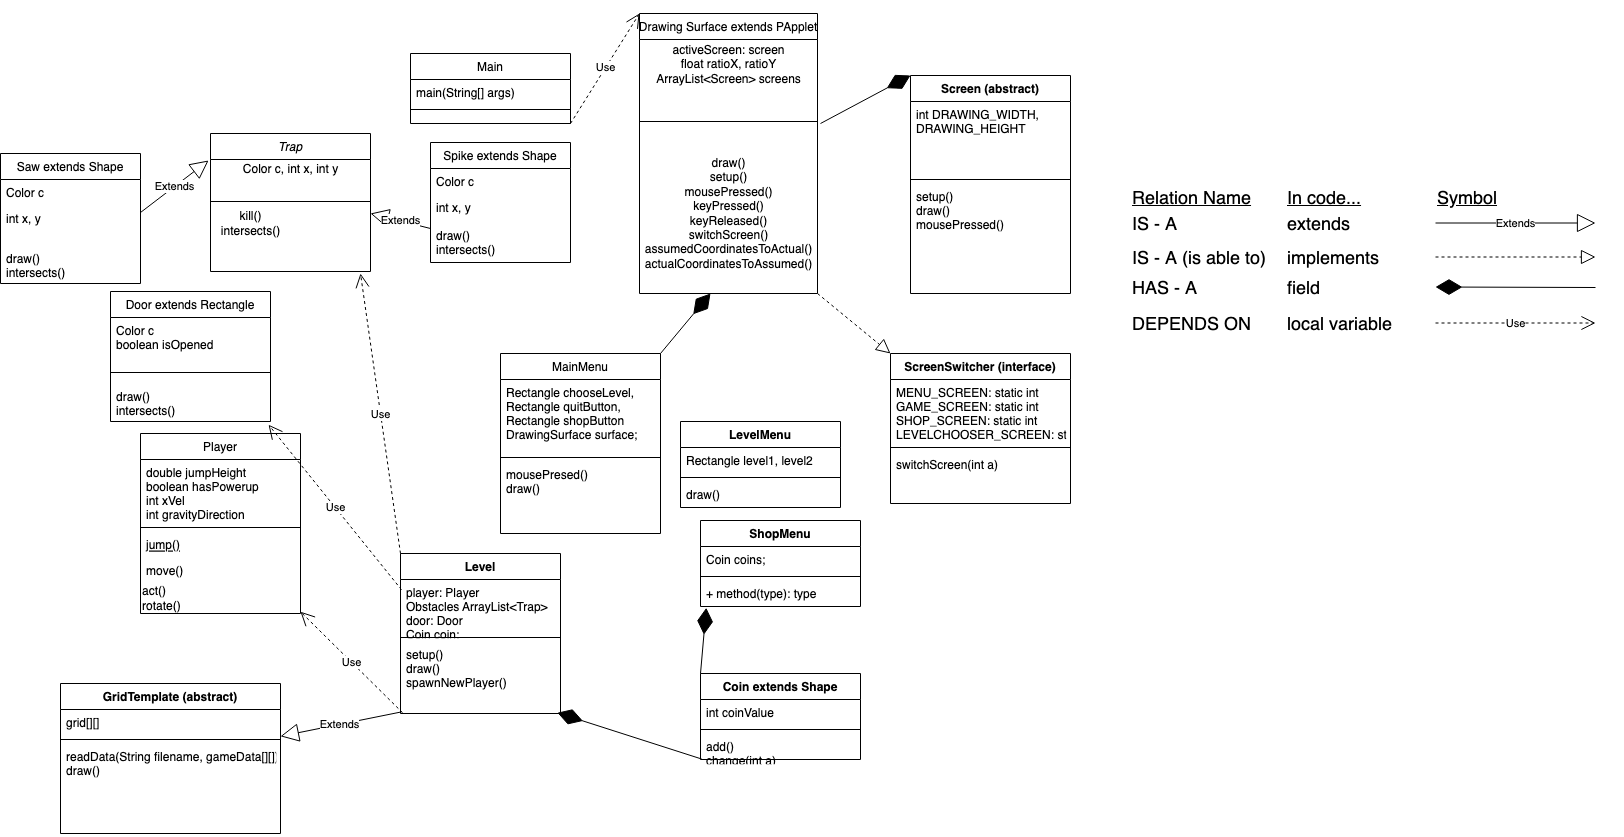 Drawing Surface extends PApplet
activeScreen: screen
float ratioX, ratioY
ArrayList<Screen> screens
draw()
setup()
mousePressed()
keyPressed()
keyReleased()
switchScreen()
assumedCoordinatesToActual()
actualCoordinatesToAssumed()
Main
main(String[] args)
Use
Screen (abstract)
int DRAWING_WIDTH,
DRAWING_HEIGHT
setup()
draw()
mousePressed()
Saw extends Shape
Color c
int x, y
draw()
intersects()
Extends
Trap
Color c, int x, int y
kill()
intersects()
Extends
Spike extends Shape
Color c
int x, y
draw()
intersects()
Relation Name In code... Symbol
IS - A extends Extends
IS - A (is able to) implements
HAS - A field
DEPENDS ON local variable Use
Door extends Rectangle
Color c
boolean isOpened
draw()
intersects()
Use
MainMenu
Rectangle chooseLevel,
Rectangle quitButton,
Rectangle shopButton
DrawingSurface surface;
mousePresed()
draw()
ScreenSwitcher (interface)
MENU_SCREEN: static int
GAME_SCREEN: static int
SHOP_SCREEN: static int
LEVELCHOOSER_SCREEN: st
switchScreen(int a)
LevelMenu
Rectangle level1, level2
draw()
Player
double jumpHeight
boolean hasPowerup
int xVel
int gravityDirection
jump()
move()
act()
rotate()
Use
Use
Level
player: Player
Obstacles ArrayList<Trap>
door: Door
Coin coin;
setup()
draw()
spawnNewPlayer()
ShopMenu
Coin coins;
+ method(type): type
Coin extends Shape
int coinValue
add()
change(int a)
GridTemplate (abstract)
grid[][]
readData(String filename, gameData[][]
draw()
Extends